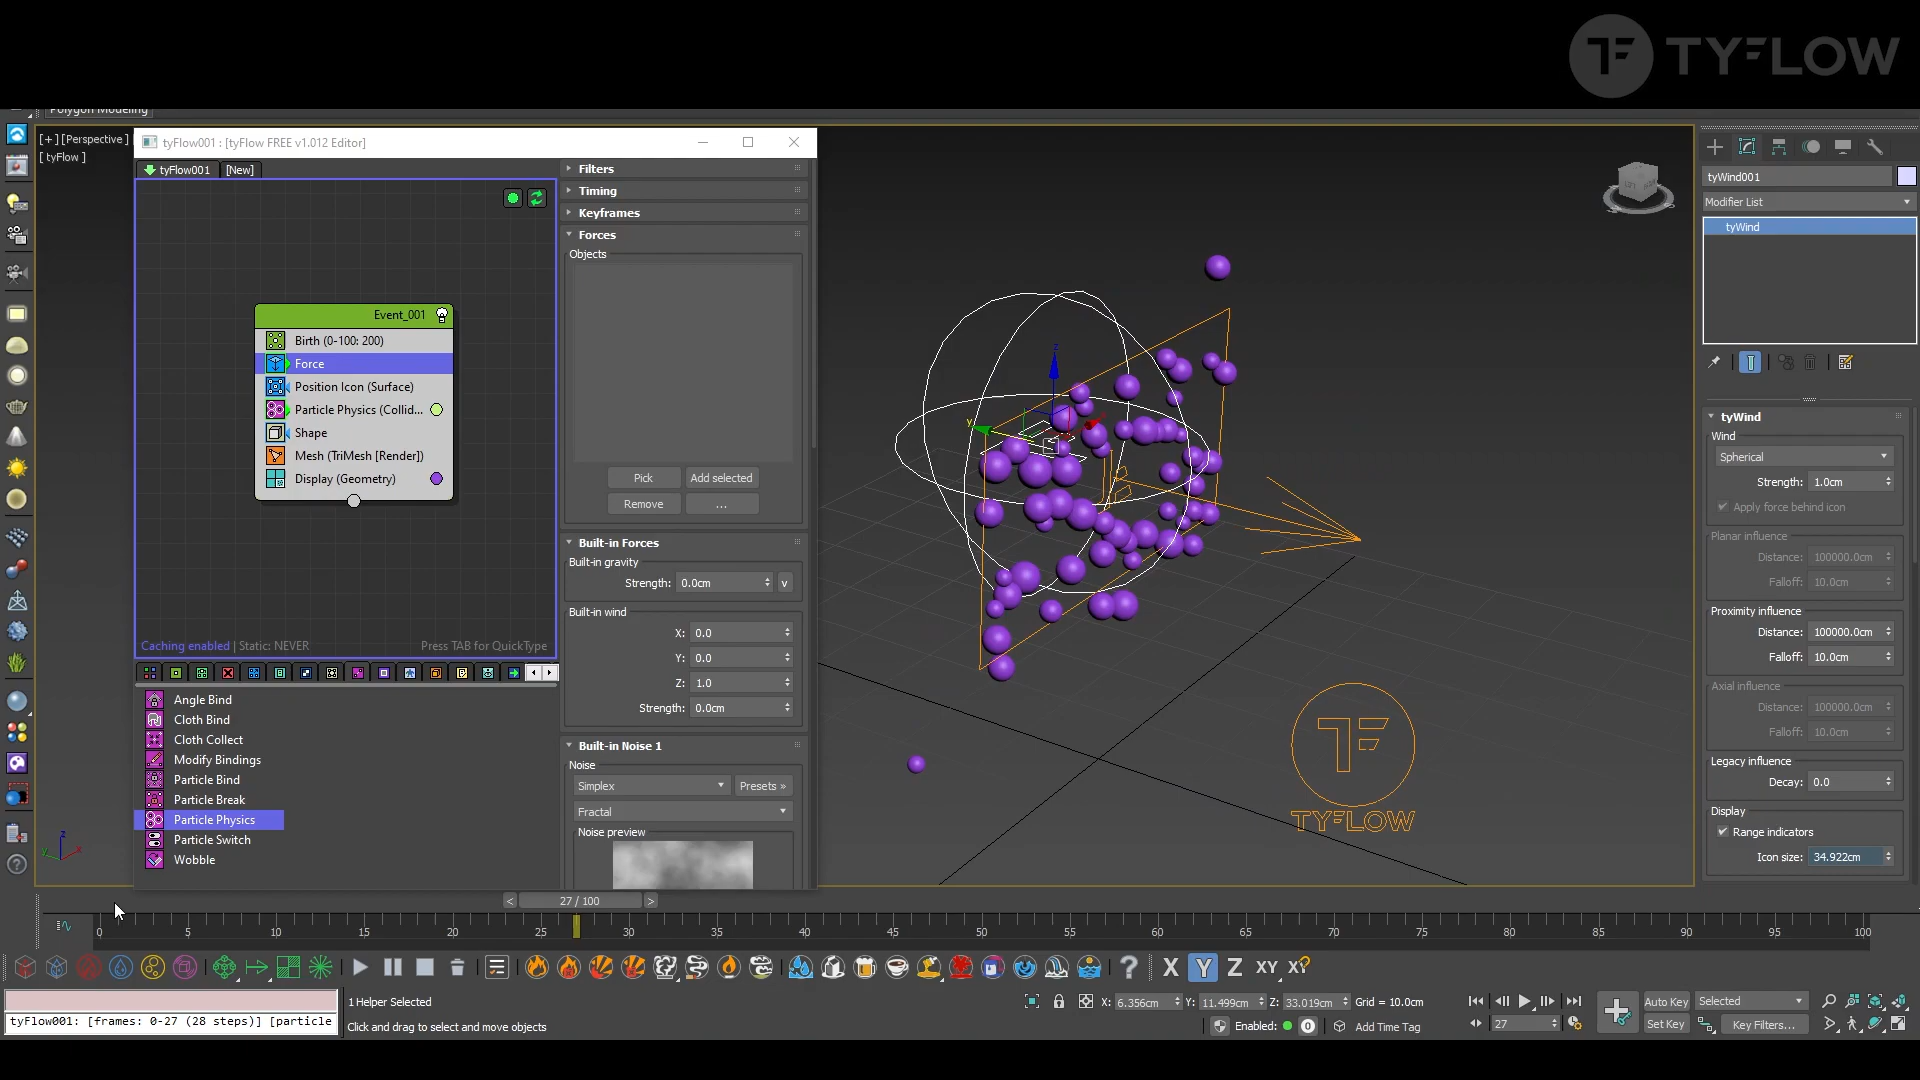 TYFLOW
Polygon Modeling
[+][Perspective]
[ tyFlow ]
tyFlow001 : [tyFlow FREE v1.012 Editor]
tyFlow001
[New]
Event_001
Birth (0-100: 200)
Force
Position Icon (Surface)
Particle Physics (Collid...
Shape
Mesh (TriMesh [Render])
Display (Geometry)
Caching enabled | Static: NEVER
Press TAB for QuickType
Angle Bind
Cloth Bind
Cloth Collect
Modify Bindings
Particle Bind
Particle Break
Particle Physics
Particle Switch
Wobble
Filters
Timing
Keyframes
Forces
Objects
Pick
Add selected
Remove
...
Built-in Forces
Built-in gravity
Strength: 0.0cm
v
Built-in wind
X: 0.0
Y: 0.0
Z: 1.0
Strength: 0.0cm
Built-in Noise 1
Noise
Simplex
Presets »
Fractal
Noise preview
z
y
TYFLOW
tyWind001
Modifier List
tyWind
tyWind
Wind
Spherical
Strength: 1.0cm
Apply force behind icon
Planar influence
Distance: 100000.0cm
Falloff: 10.0cm
Proximity influence
Distance: 100000.0cm
Falloff: 10.0cm
Axial influence
Distance: 100000.0cm
Falloff: 10.0cm
Legacy influence
Decay: 0.0
Display
Range indicators
Icon size: 34.922cm
z
y
x
< 27 / 100 >
0 5 10 15 20 25 30 35 40 45 50 55 60 65 70 75 80 85 90 95 100
? X Y Z XY XY
tyFlow001: [frames: 0-27 (28 steps)] [particle
1 Helper Selected
Click and drag to select and move objects
X: 6.356cm Y: 11.499cm Z: 33.019cm Grid = 10.0cm
Enabled: 0 Add Time Tag
27
Auto Key
Selected
Set Key
Key Filters...